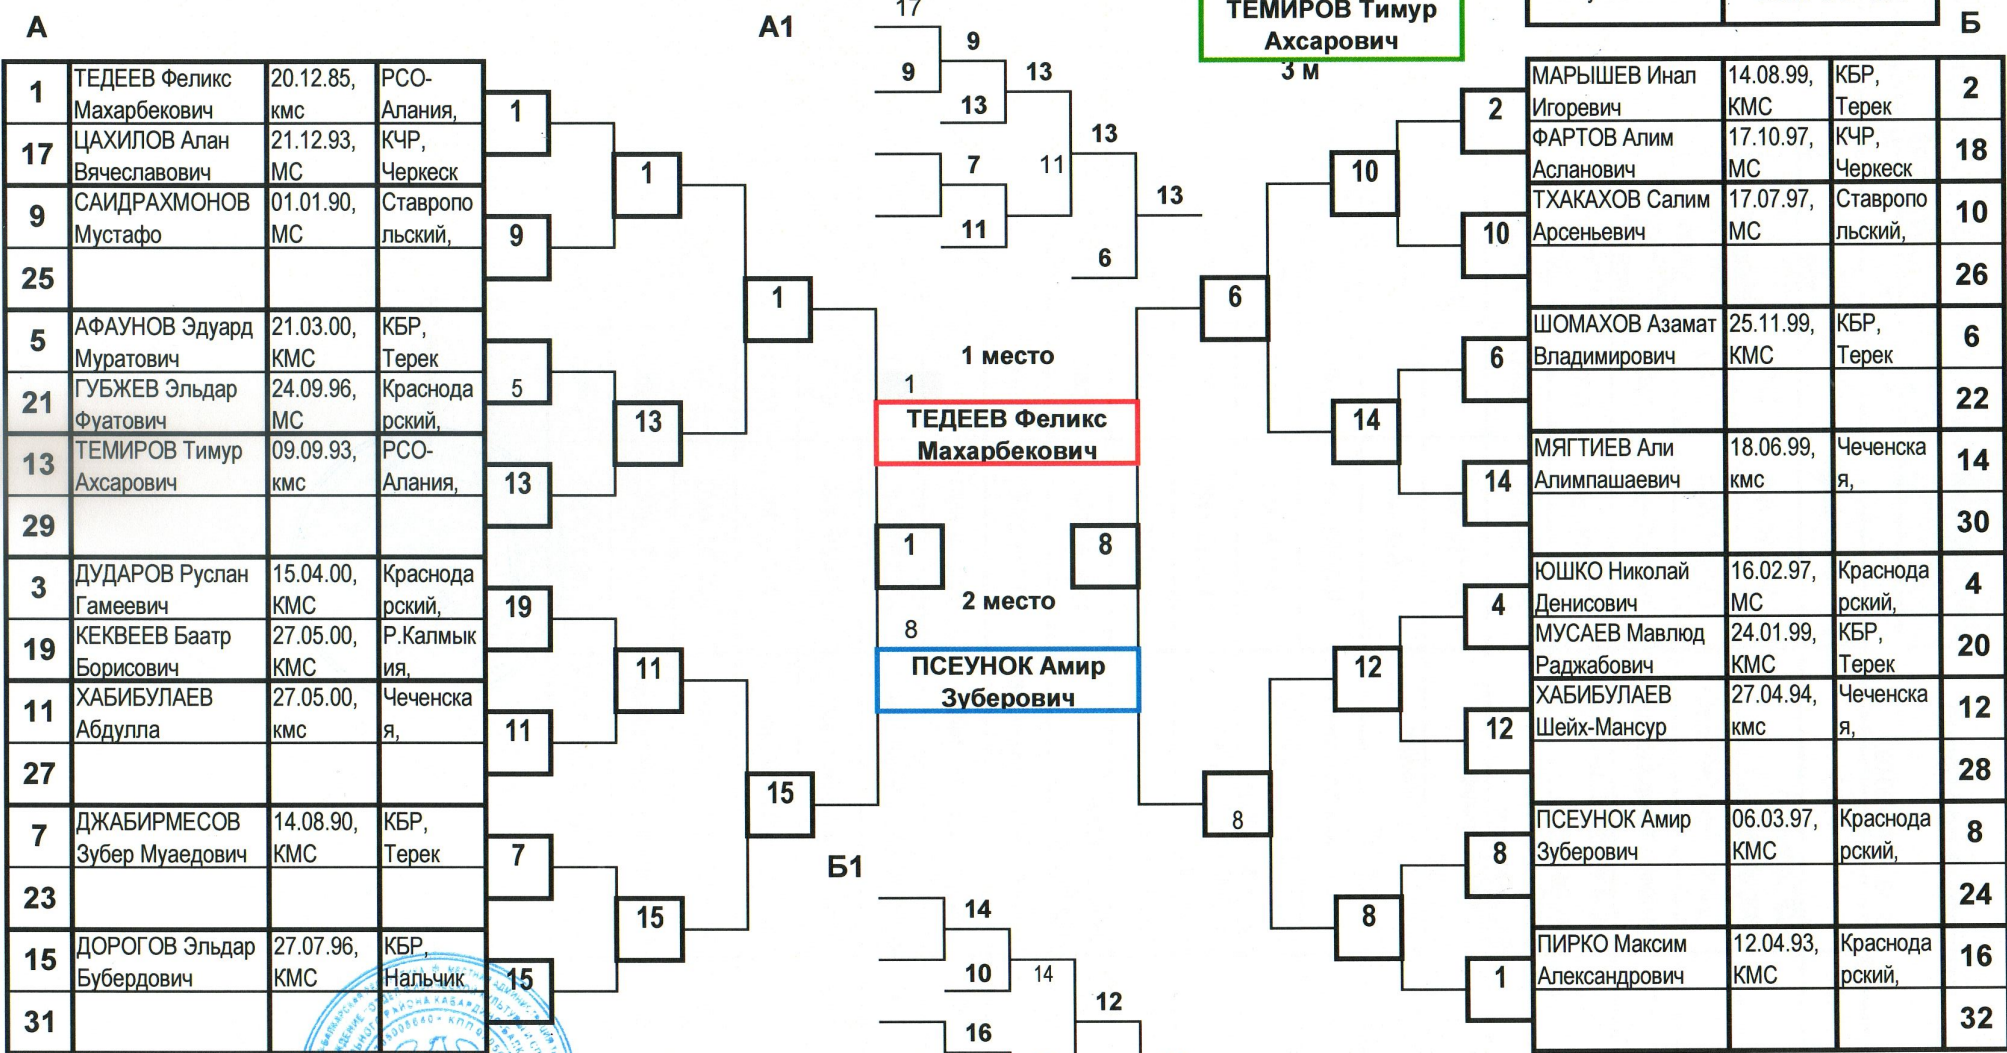 А
А1
17
ТЕМИРОВ Тимур
Ахсарович
3 м
Б
1
ТЕДЕЕВ Феликс
Махарбекович
20.12.85,
кмс
РСО-
Алания,
17
ЦАХИЛОВ Алан
Вячеславович
21.12.93,
МС
КЧР,
Черкеск
9
САИДРАХМОНОВ
Мустафо
01.01.90,
МС
Ставропо
льский,
25
5
АФАУНОВ Эдуард
Муратович
21.03.00,
КМС
КБР,
Терек
21
ГУБЖЕВ Эльдар
Фуатович
24.09.96,
МС
Краснода
рский,
13
ТЕМИРОВ Тимур
Ахсарович
09.09.93,
кмс
РСО-
Алания,
29
3
ДУДАРОВ Руслан
Гамеевич
15.04.00,
КМС
Краснода
рский,
19
КЕКВЕЕВ Баатр
Борисович
27.05.00,
КМС
Р.Калмык
ия,
11
ХАБИБУЛАЕВ
Абдулла
27.05.00,
кмс
Чеченска
я,
27
7
ДЖАБИРМЕСОВ
Зубер Муаедович
14.08.90,
КМС
КБР,
Терек
23
15
ДОРОГОВ Эльдар
Бубердович
27.07.96,
КМС
КБР,
Нальчик
31
1
9
5
13
19
11
7
15
1
13
11
15
1
15
9
9
13
13
7
11
11
13
6
13
1 место
1
ТЕДЕЕВ Феликс
Махарбекович
1
8
2 место
8
ПСЕУНОК Амир
Зуберович
Б1
14
10
14
16
12
6
8
10
14
12
8
2
10
6
14
4
12
8
1
МАРЫШЕВ Инал
Игоревич
14.08.99,
КМС
КБР,
Терек
2
ФАРТОВ Алим
Асланович
17.10.97,
МС
КЧР,
Черкеск
18
ТХАКАХОВ Салим
Арсеньевич
17.07.97,
МС
Ставропо
льский,
10
26
ШОМАХОВ Азамат
Владимирович
25.11.99,
КМС
КБР,
Терек
6
22
МЯГТИЕВ Али
Алимпашаевич
18.06.99,
кмс
Чеченска
я,
14
30
ЮШКО Николай
Денисович
16.02.97,
МС
Краснода
рский,
4
МУСАЕВ Мавлюд
Раджабович
24.01.99,
КМС
КБР,
Терек
20
ХАБИБУЛАЕВ
Шейх-Мансур
27.04.94,
кмс
Чеченска
я,
12
28
ПСЕУНОК Амир
Зуберович
06.03.97,
КМС
Краснода
рский,
8
24
ПИРКО Максим
Александрович
12.04.93,
КМС
Краснода
рский,
16
32